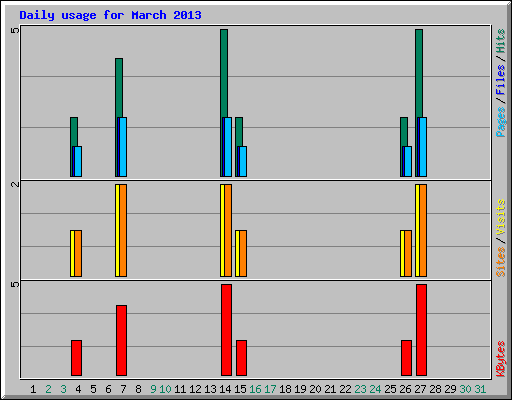 Daily usage for March 2013
5
2
5
Pages / Files / Hits
Sites / Visits
KBytes
1 2 3 4 5 6 7 8 9 10 11 12 13 14 15 16 17 18 19 20 21 22 23 24 25 26 27 28 29 30 31